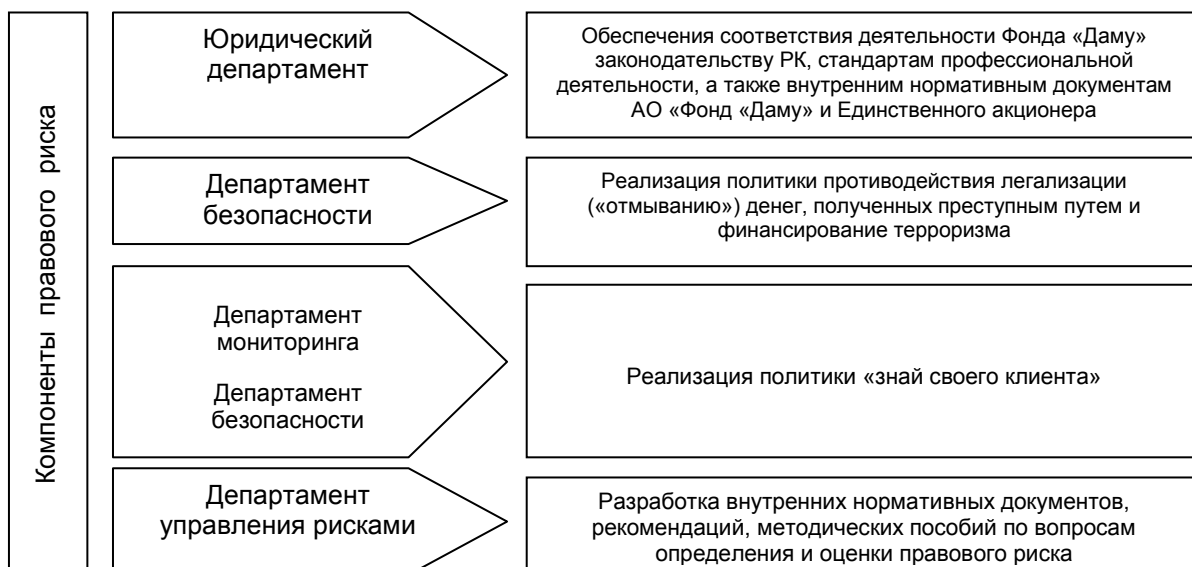 Компоненты правового риска
Юридический
департамент
Обеспечения соответствия деятельности Фонда «Даму»
законодательству РК, стандартам профессиональной
деятельности, а также внутренним нормативным документам
АО «Фонд «Даму» и Единственного акционера
Департамент
безопасности
Реализация политики противодействия легализации
(«отмыванию») денег, полученных преступным путем и
финансирование терроризма
Департамент
мониторинга
Департамент
безопасности
Реализация политики «знай своего клиента»
Департамент
управления рисками
Разработка внутренних нормативных документов,
рекомендаций, методических пособий по вопросам
определения и оценки правового риска